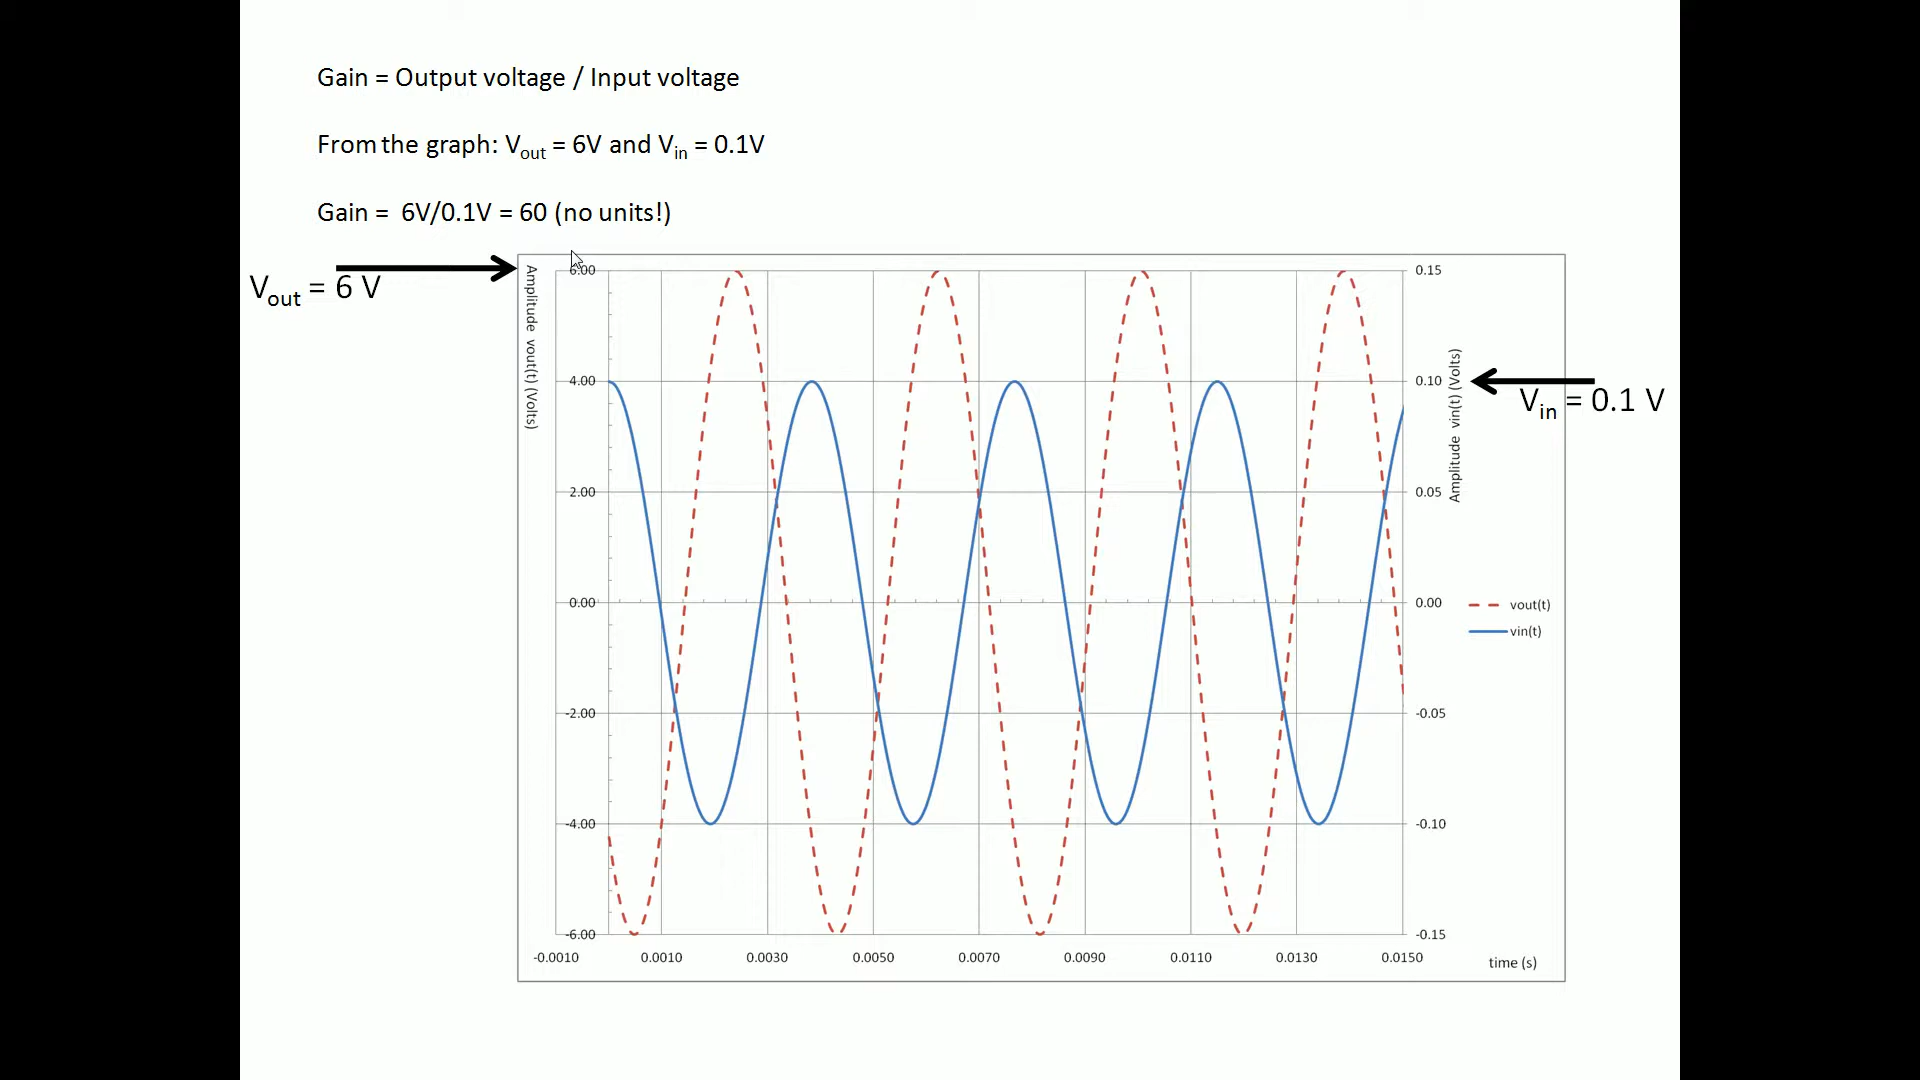 Gain = Output voltage / Input voltage
From the graph: Vout = 6V and Vin = 0.1V
Gain = 6V/0.1V = 60 (no units!)
Vout = 6 V
Amplitude vout(t) (Volts)
6.00
4.00
2.00
0.00
-2.00
-4.00
-6.00
0.15
0.10
0.05
0.00
-0.05
-0.10
-0.15
Amplitude vin(t) (Volts)
Vin = 0.1 V
vout(t)
vin(t)
-0.0010 0.0010 0.0030 0.0050 0.0070 0.0090 0.0110 0.0130 0.0150
time (s)